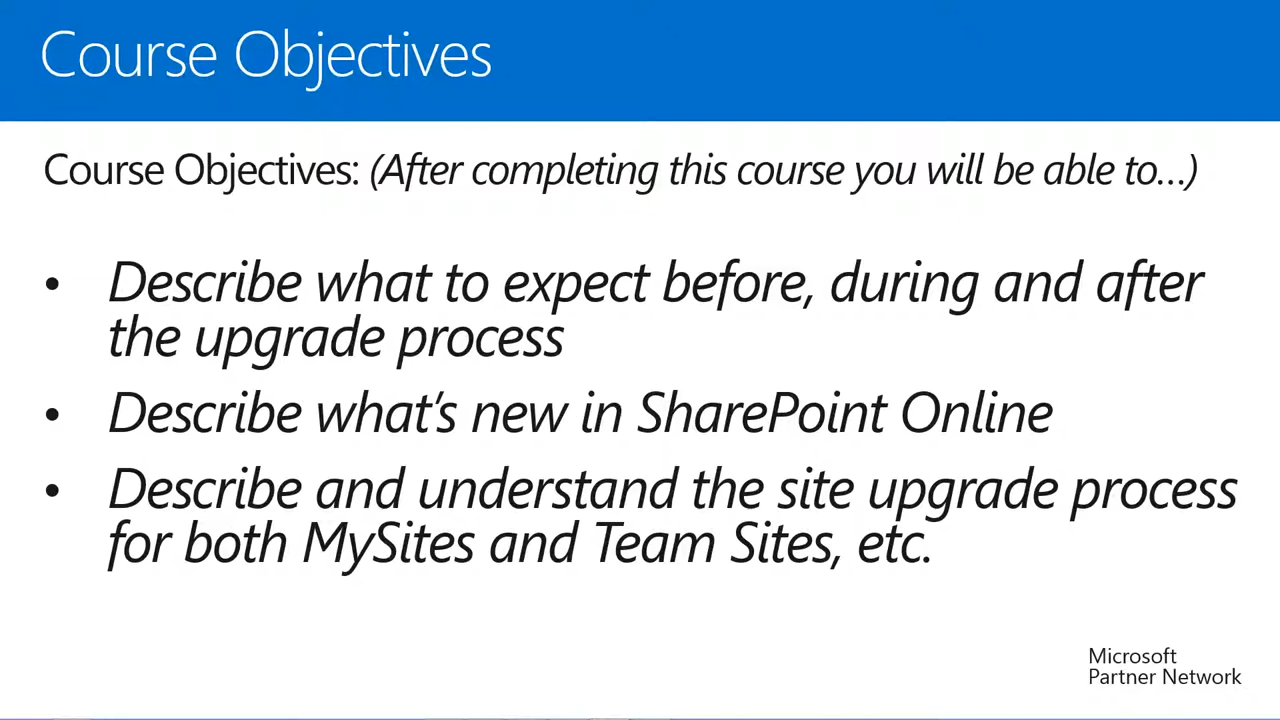 Course Objectives
Course Objectives: (After completing this course you will be able to...)
• Describe what to expect before, during and after
the upgrade process
• Describe what's new in SharePoint Online
• Describe and understand the site upgrade process
for both MySites and Team Sites, etc.
Microsoft
Partner Network